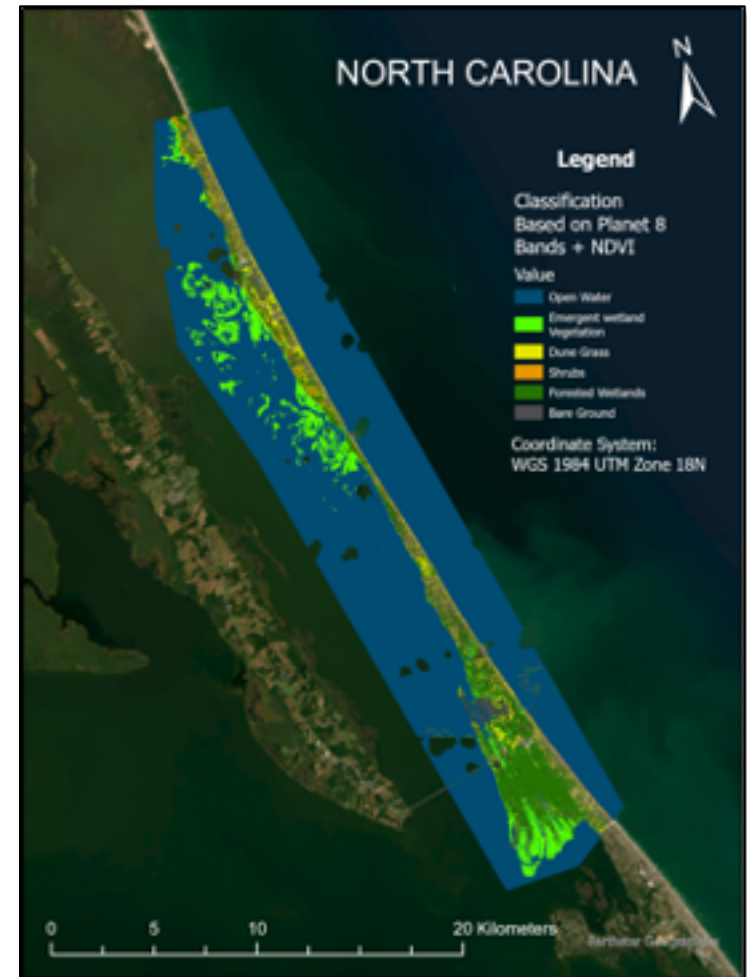 NORTH CAROLINA
N
Legend
Classification
Based on Planet 8
Bands + NDVI
Value
Open Water
Emergent wetland
Vegetation
Dune Grass
Shrubs
Forested Wetlands
Bare Ground
Coordinate System:
WGS 1984 UTM Zone 18N
0 5 10 20 Kilometers
Earthstar